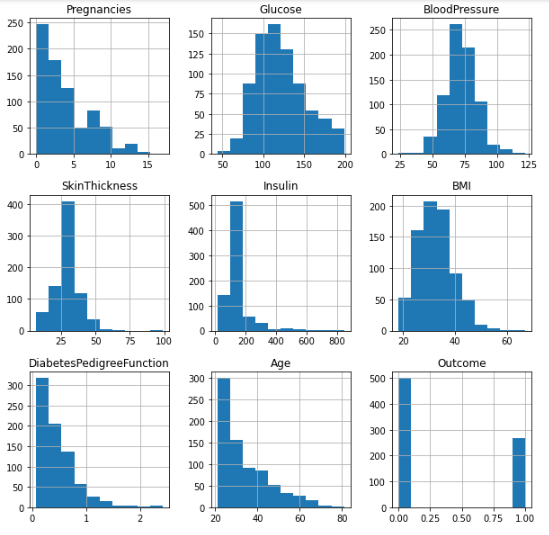 Pregnancies Glucose BloodPressure
250 200 150 100 50 0
0 5 10 15
150 125 100 75 50 25 0
50 100 150 200
250 200 150 100 50 0
25 50 75 100 125
SkinThickness Insulin BMI
400 300 200 100 0
25 50 75 100
500 400 300 200 100 0
0 200 400 600 800
200 150 100 50 0
20 40 60
DiabetesPedigreeFunction Age Outcome
300 250 200 150 100 50 0
0 1 2
300 250 200 150 100 50 0
20 40 60 80
500 400 300 200 100 0
0.00 0.25 0.50 0.75 1.00